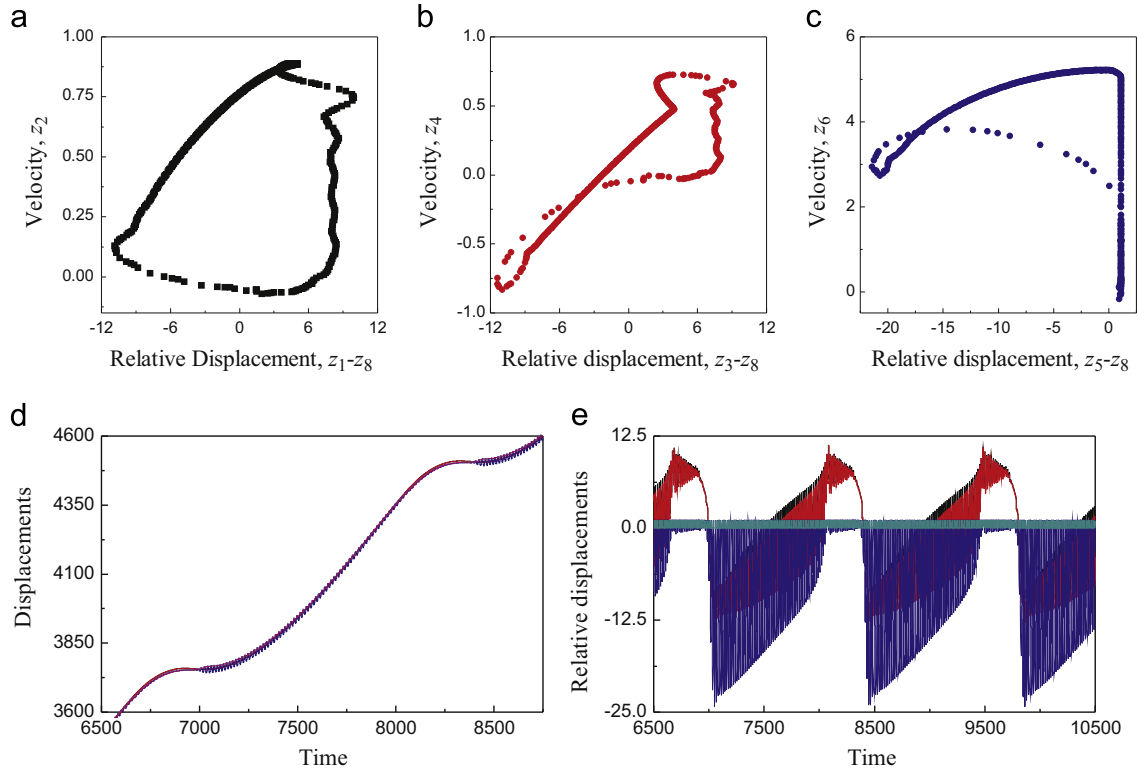 a
1.00
0.75
0.50
0.25
0.00
Velocity, z2
-12 -6 0 6 12
Relative Displacement, z1-z8
b
1.0
0.5
0.0
-0.5
-1.0
Velocity, z4
-12 -6 0 6 12
Relative displacement, z3-z8
c
6
4
2
0
Velocity, z6
-20 -15 -10 -5 0
Relative displacement, z5-z8
d
4600
4350
4100
3850
3600
Displacements
6500 7000 7500 8000 8500
Time
e
12.5
0.0
-12.5
-25.0
Relative displacements
6500 7500 8500 9500 10500
Time